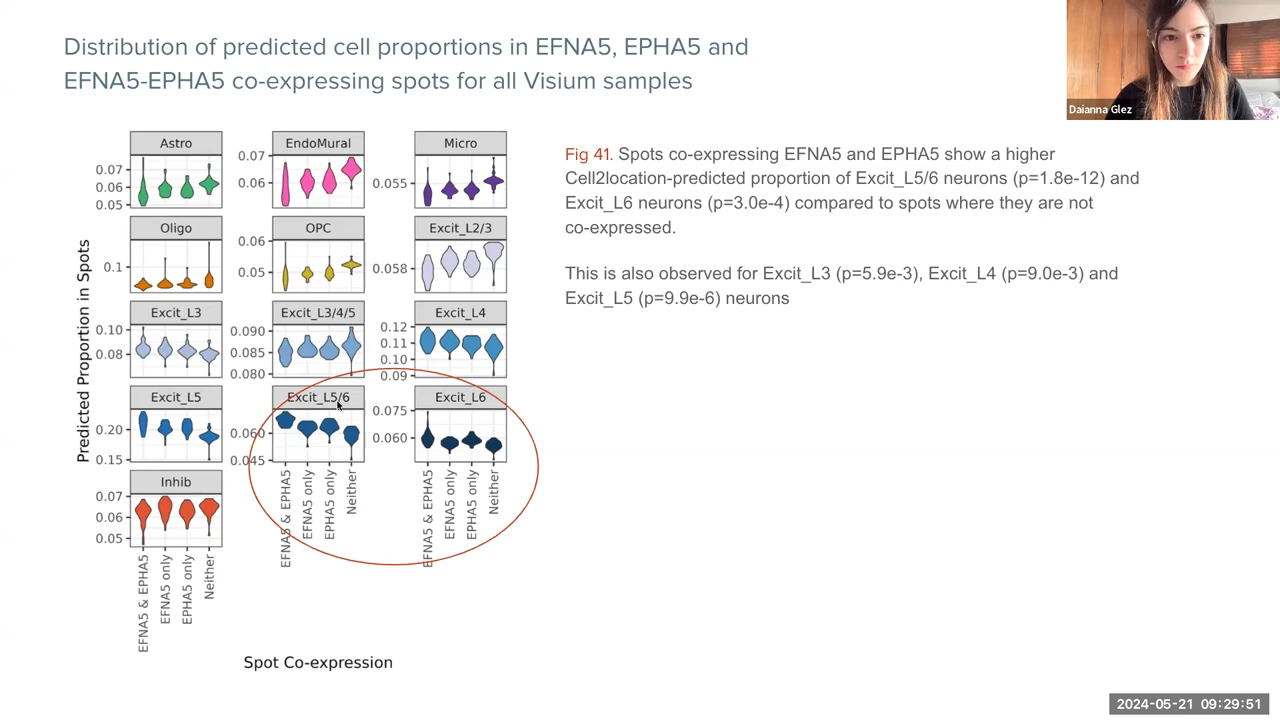 Distribution of predicted cell proportions in EFNA5, EPHA5 and
EFNA5-EPHA5 co-expressing spots for all Visium samples
Daianna Glez
Fig 41. Spots co-expressing EFNA5 and EPHA5 show a higher
Cell2location-predicted proportion of Excit_L5/6 neurons (p=1.8e-12) and
Excit_L6 neurons (p=3.0e-4) compared to spots where they are not
co-expressed.
This is also observed for Excit_L3 (p=5.9e-3), Excit_L4 (p=9.0e-3) and
Excit_L5 (p=9.9e-6) neurons
Predicted Proportion in Spots
Astro
0.07
0.06
0.05
EndoMural
0.07
0.06
Micro
0.055
Oligo
0.1
OPC
0.06
0.05
Excit_L2/3
0.058
Excit_L3
0.10
0.08
Excit_L3/4/5
0.090
0.085
0.080
Excit_L4
0.12
0.11
0.10
0.09
Excit_L5
0.20
0.15
Excit_L5/6
0.060
0.045
Excit_L6
0.075
0.060
Inhib
0.07
0.06
0.05
EFNA5 & EPHA5
EFNA5 only
EPHA5 only
Neither
EFNA5 & EPHA5
EFNA5 only
EPHA5 only
Neither
EFNA5 & EPHA5
EFNA5 only
EPHA5 only
Neither
Spot Co-expression
2024-05-21 09:29:51